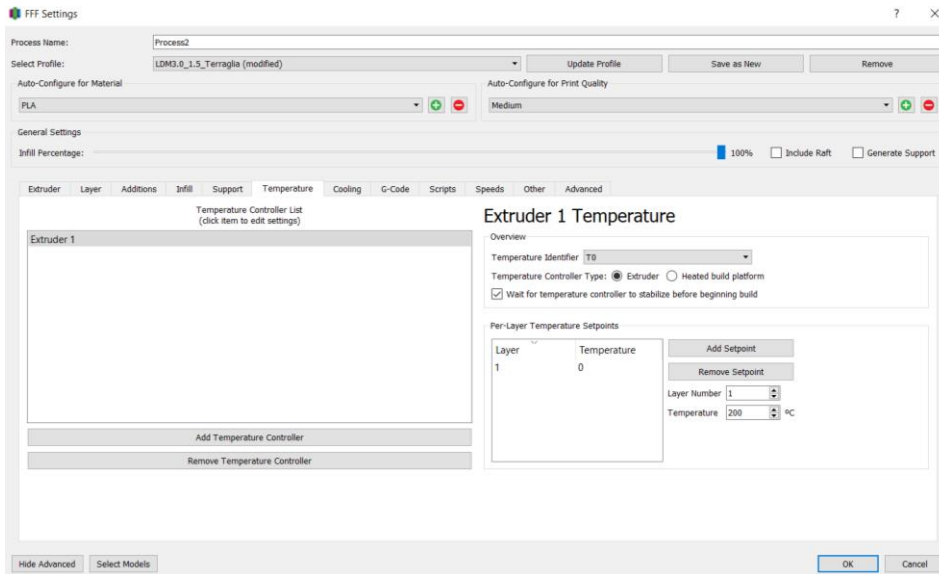 FFF Settings
? ×
Process Name: Process2
Select Profile: LDM3.0_1.5_Terraglia (modified) Update Profile Save as New Remove
Auto-Configure for Material Auto-Configure for Print Quality
PLA Medium
General Settings
Infill Percentage: 100% Include Raft Generate Support
Extruder Layer Additions Infill Support Temperature Cooling G-Code Scripts Speeds Other Advanced
Temperature Controller List
(click item to edit settings)
Extruder 1
Add Temperature Controller
Remove Temperature Controller
Extruder 1 Temperature
Overview
Temperature Identifier T0
Temperature Controller Type: Extruder Heated build platform
Wait for temperature controller to stabilize before beginning build
Per-Layer Temperature Setpoints
Layer Temperature
1 0
Add Setpoint
Remove Setpoint
Layer Number 1
Temperature 200 ºC
Hide Advanced Select Models OK Cancel